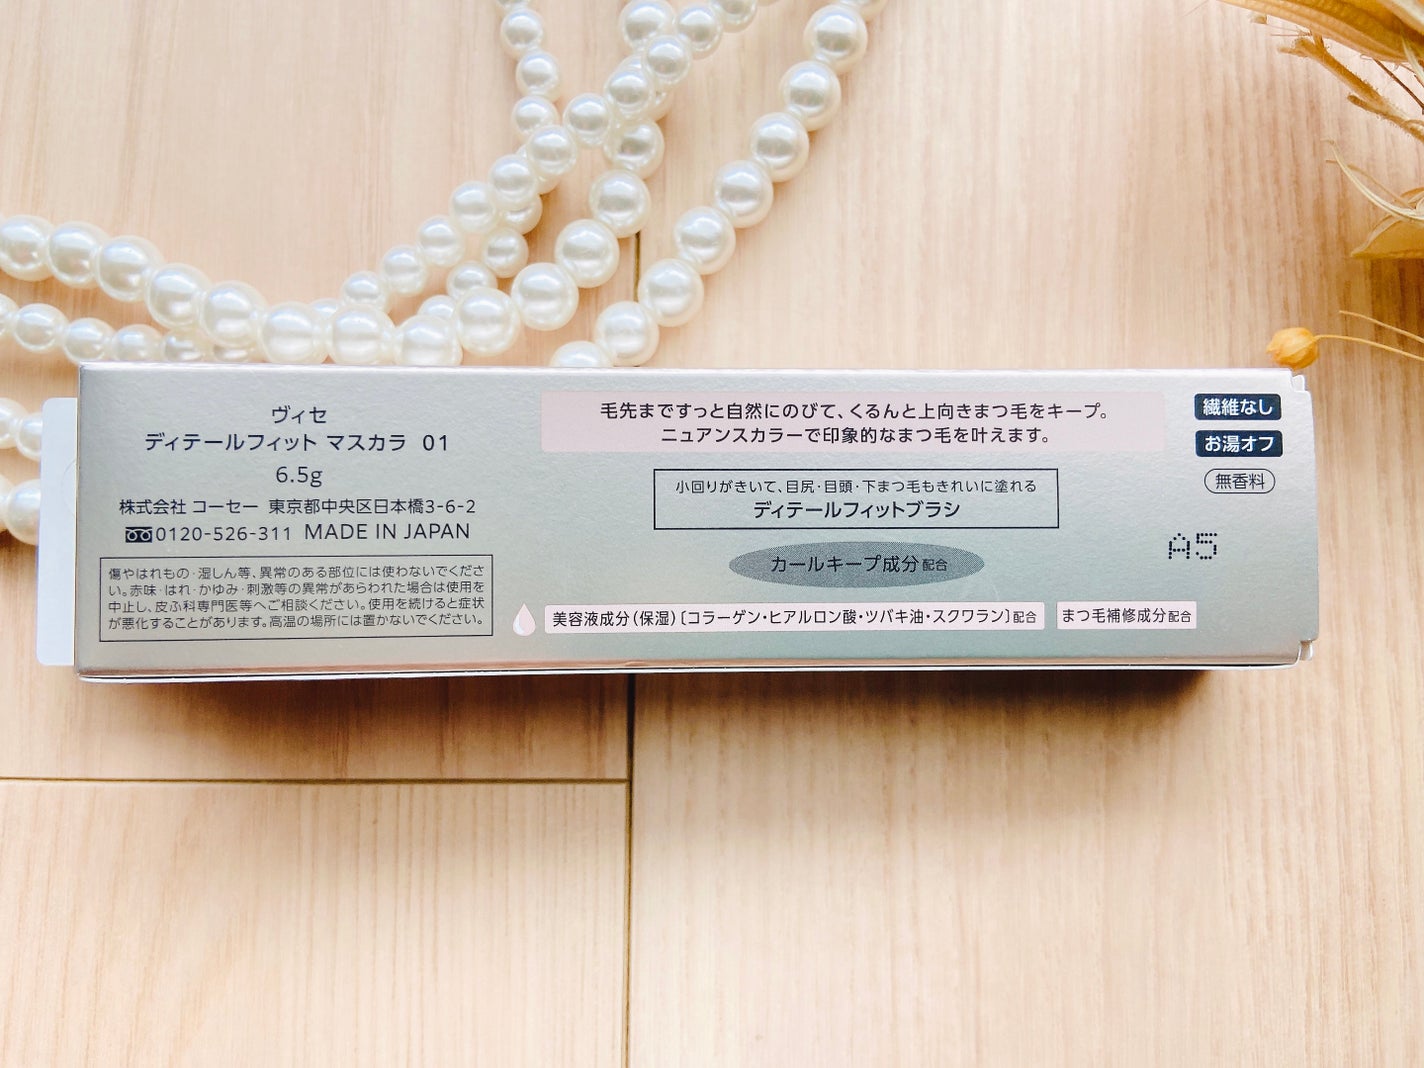 ヴィセ
ディテールフィット マスカラ 01
6.5g
株式会社 コーセー 東京都中央区日本橋3-6-2
0120-526-311 MADE IN JAPAN
傷やはれもの・湿しん等、異常のある部位には使わないでくださ
い。赤味・はれ・かゆみ・刺激等の異常があらわれた場合は使用を
中止し、皮ふ科専門医等へご相談ください。使用を続けると症状
が悪化することがあります。高温の場所には置かないでください。
毛先まですっと自然にのびて、くるんと上向きまつ毛をキープ。
ニュアンスカラーで印象的なまつ毛を叶えます。
小回りがきいて、目尻・目頭・下まつ毛もきれいに塗れる
ディテールフィットブラシ
カールキープ成分配合
美容液成分(保湿)〔コラーゲン・ヒアルロン酸・ツバキ油・スクワラン〕配合
まつ毛補修成分配合
繊維なし
お湯オフ
無香料
A5